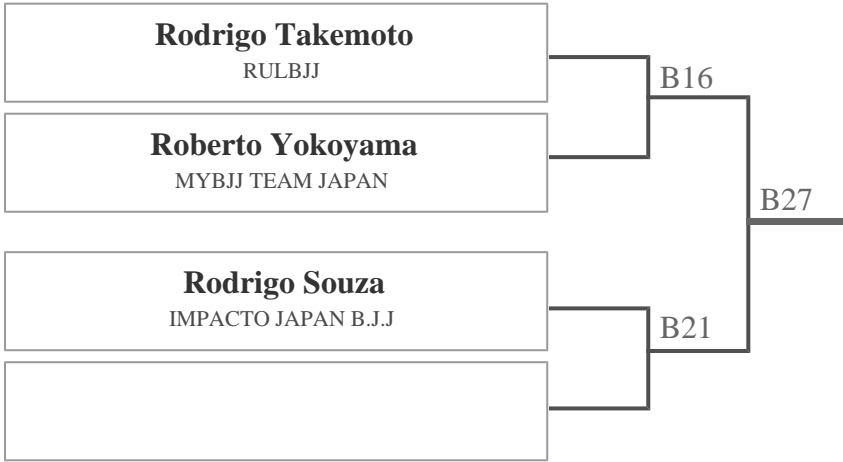 Rodrigo Takemoto
RULBJJ
B16
Roberto Yokoyama
MYBJJ TEAM JAPAN
B27
Rodrigo Souza
IMPACTO JAPAN B.J.J
B21